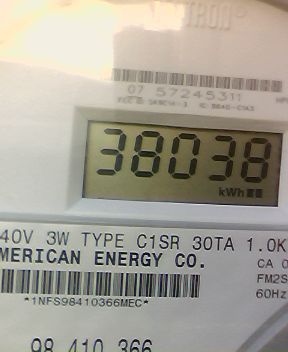 TRON®
07 57245311
38038
kWh
40V 3W TYPE C1SR 30TA 1.0K
MERICAN ENERGY CO.
CA 0
FM2S
60Hz
*1NFS98410366MEC*
98 410 366